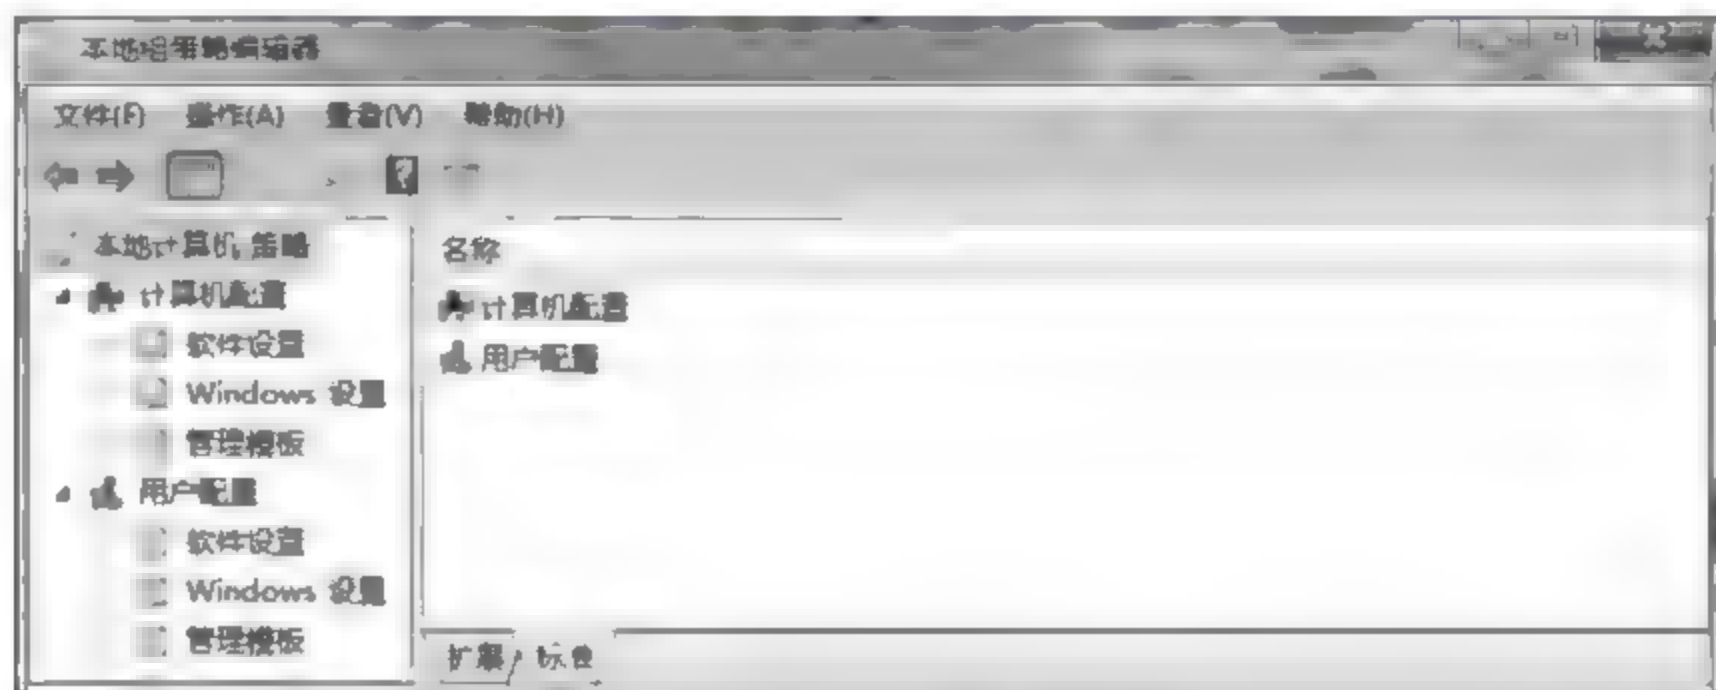 本地组策略编辑器
文件(F) 操作(A) 查看(V) 帮助(H)
本地计算机 策略
计算机配置
软件设置
Windows 设置
管理模板
用户配置
软件设置
Windows 设置
管理模板
名称
计算机配置
用户配置
扩展 标准